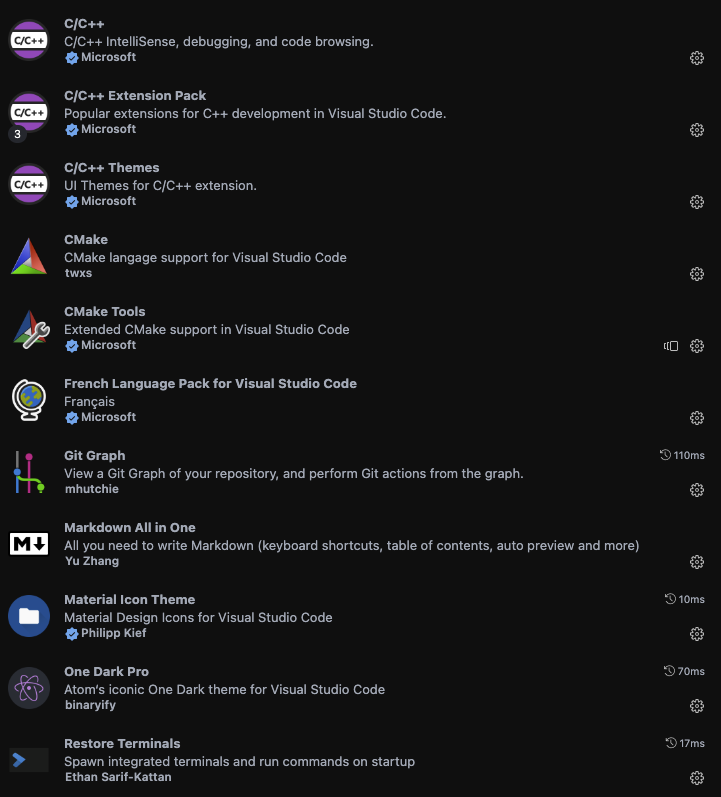 C/C++
C/C++
C/C++ IntelliSense, debugging, and code browsing.
Microsoft
C/C++
3
C/C++ Extension Pack
Popular extensions for C++ development in Visual Studio Code.
Microsoft
C/C++
C/C++ Themes
UI Themes for C/C++ extension.
Microsoft
CMake
CMake langage support for Visual Studio Code
twxs
CMake Tools
Extended CMake support in Visual Studio Code
Microsoft
French Language Pack for Visual Studio Code
Français
Microsoft
Git Graph 110ms
View a Git Graph of your repository, and perform Git actions from the graph.
mhutchie
M
Markdown All in One
All you need to write Markdown (keyboard shortcuts, table of contents, auto preview and more)
Yu Zhang
Material Icon Theme 10ms
Material Design Icons for Visual Studio Code
Philipp Kief
One Dark Pro 70ms
Atom's iconic One Dark theme for Visual Studio Code
binaryify
Restore Terminals 17ms
Spawn integrated terminals and run commands on startup
Ethan Sarif-Kattan